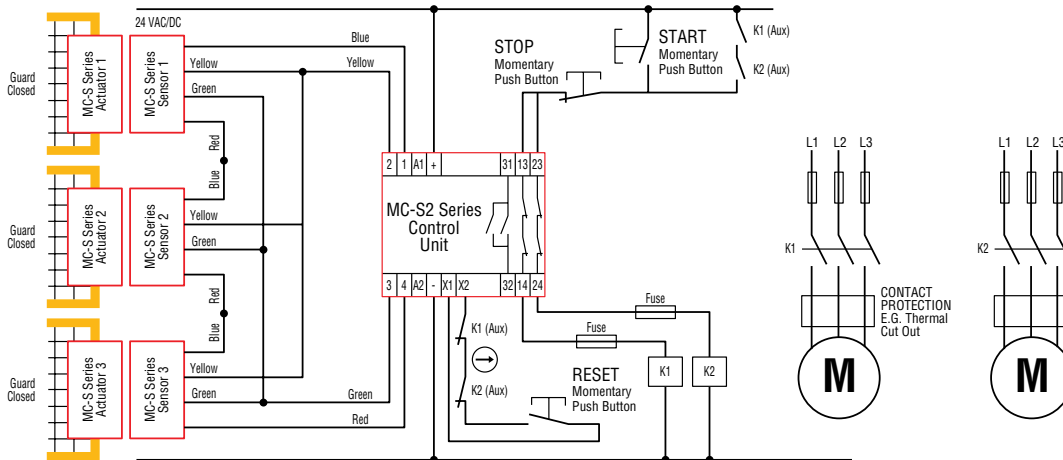 24 VAC/DC
Guard
Closed
MC-S Series
Actuator 1
MC-S Series
Sensor 1
Blue
Yellow
Yellow
Green
Red
Blue
Guard
Closed
MC-S Series
Actuator 2
MC-S Series
Sensor 2
Yellow
Green
Red
Blue
Guard
Closed
MC-S Series
Actuator 3
MC-S Series
Sensor 3
Yellow
Green
Green
Red
2 1 A1 + 31 13 23
MC-S2 Series
Control
Unit
3 4 A2 - X1 X2 32 14 24
STOP
Momentary
Push Button
START
Momentary
Push Button
K1 (Aux)
K2 (Aux)
K1 (Aux)
K2 (Aux)
RESET
Momentary
Push Button
Fuse
Fuse
K1
K2
L1 L2 L3
K1
CONTACT
PROTECTION
E.G. Thermal
Cut Out
M
L1 L2 L3
K2
M